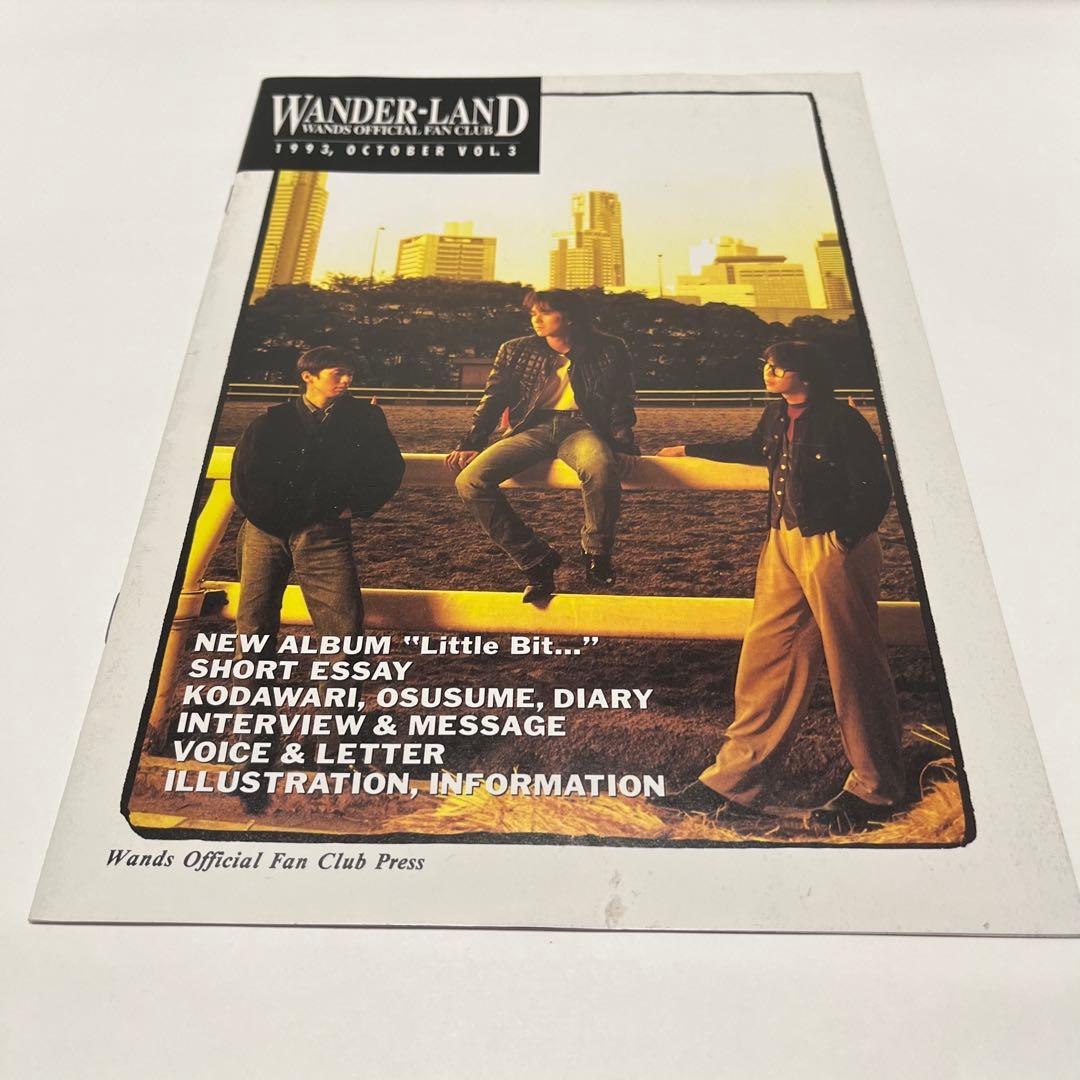 WANDER-LAND
WANDS OFFICIAL FAN CLUB
1993, OCTOBER VOL.3
NEW ALBUM "Little Bit..."
SHORT ESSAY
KODAWARI, OSUSUME, DIARY
INTERVIEW & MESSAGE
VOICE & LETTER
ILLUSTRATION, INFORMATION
Wands Official Fan Club Press